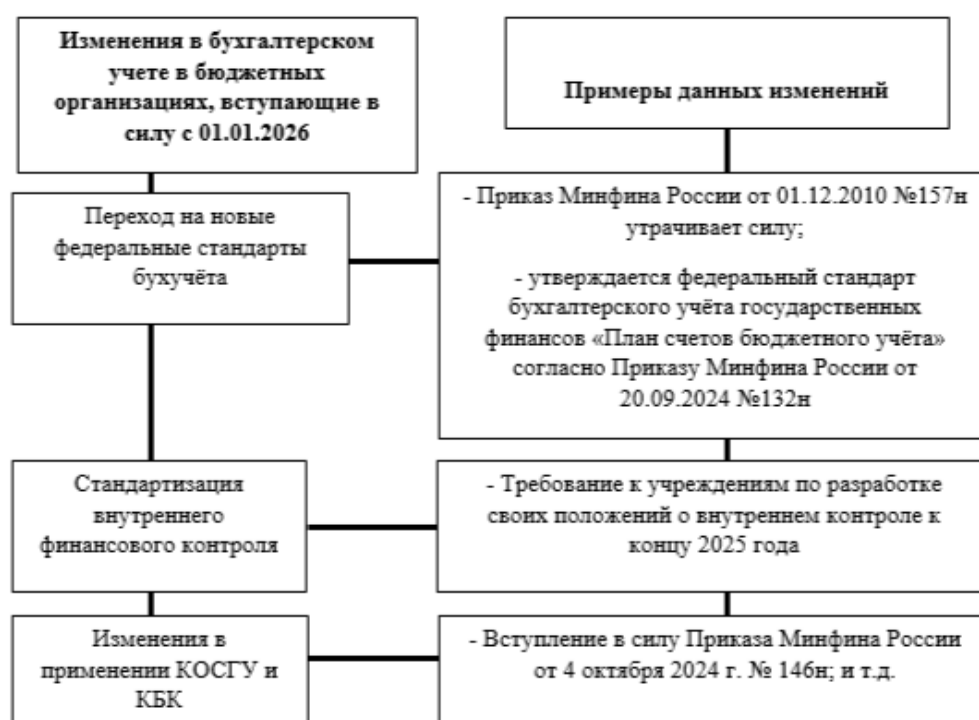 Изменения в бухгалтерском
учете в бюджетных
организациях, вступающие в
силу с 01.01.2026
Примеры данных изменений
Переход на новые
федеральные стандарты
бухучёта
- Приказ Минфина России от 01.12.2010 №157н
утрачивает силу;
- утверждается федеральный стандарт
бухгалтерского учёта государственных
финансов «План счетов бюджетного учёта»
согласно Приказу Минфина России от
20.09.2024 №132н
Стандартизация
внутреннего
финансового контроля
- Требование к учреждениям по разработке
своих положений о внутреннем контроле к
концу 2025 года
Изменения в
применении КОСГУ и
КБК
- Вступление в силу Приказа Минфина России
от 4 октября 2024 г. № 146н; и т.д.